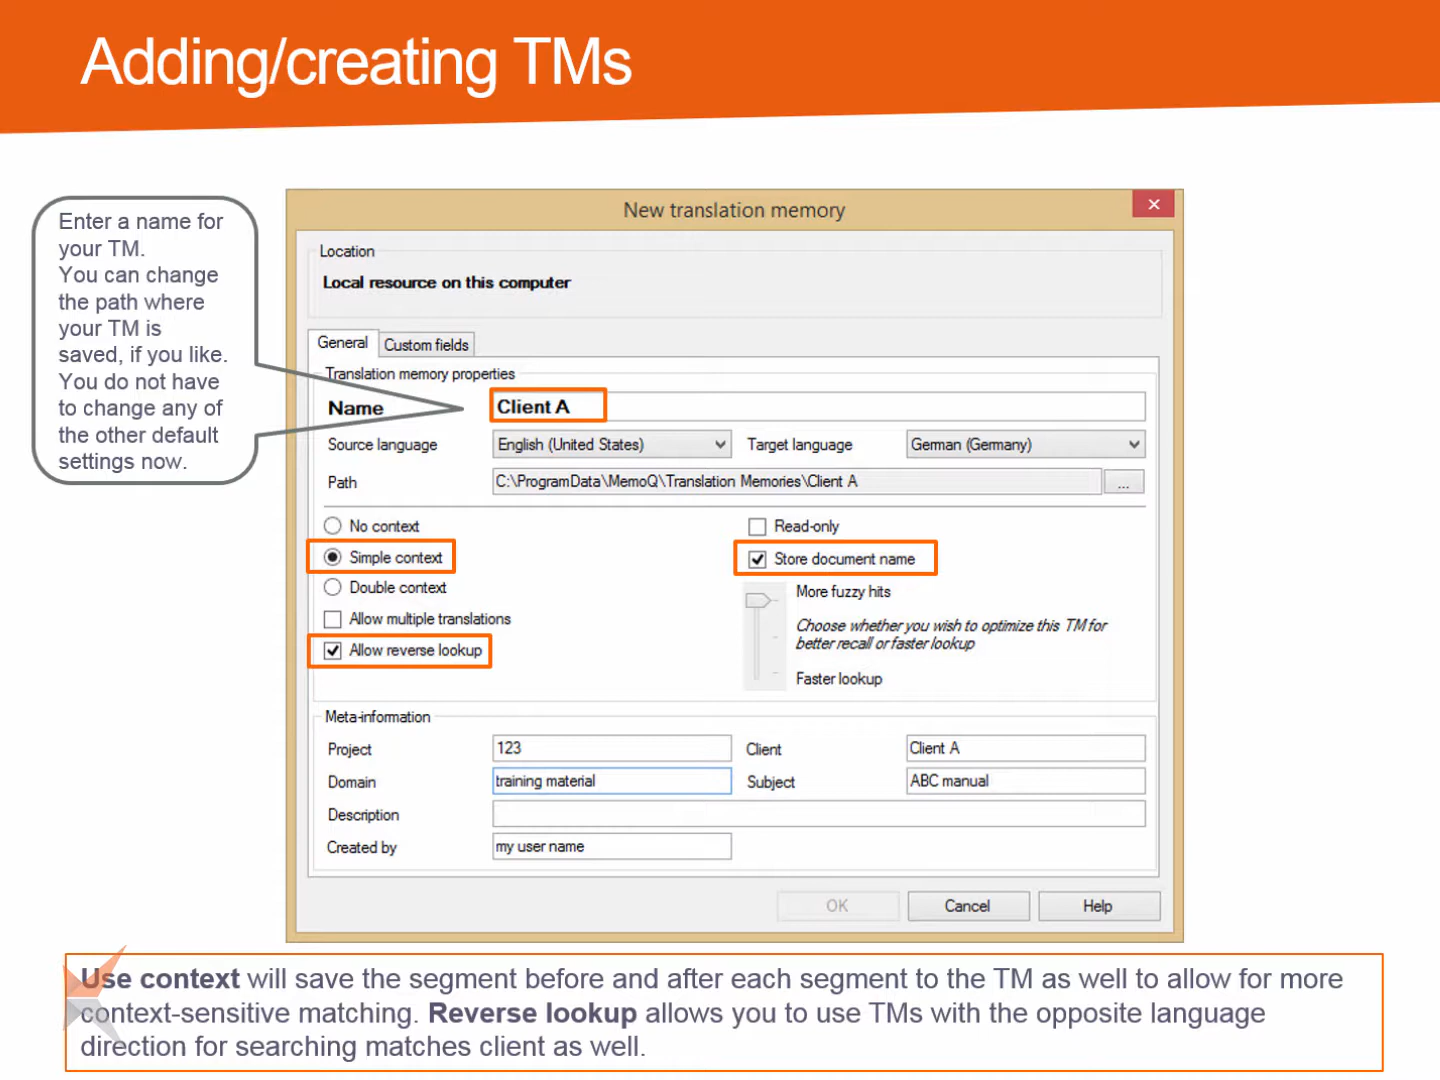 Adding/creating TMs
Enter a name for
your TM.
You can change
the path where
your TM is
saved, if you like.
You do not have
to change any of
the other default
settings now.
New translation memory
Location
Local resource on this computer
General Custom fields
Translation memory properties
Name Client A
Source language English (United States) Target language German (Germany)
Path C:\ProgramData\MemoQ\Translation Memories\Client A ...
No context Read-only
Simple context Store document name
Double context More fuzzy hits
Allow multiple translations Choose whether you wish to optimize this TM for
better recall or faster lookup
Allow reverse lookup
Faster lookup
Meta-information
Project 123 Client Client A
Domain training material Subject ABC manual
Description
Created by my user name
OK Cancel Help
Use context will save the segment before and after each segment to the TM as well to allow for more
context-sensitive matching. Reverse lookup allows you to use TMs with the opposite language
direction for searching matches client as well.